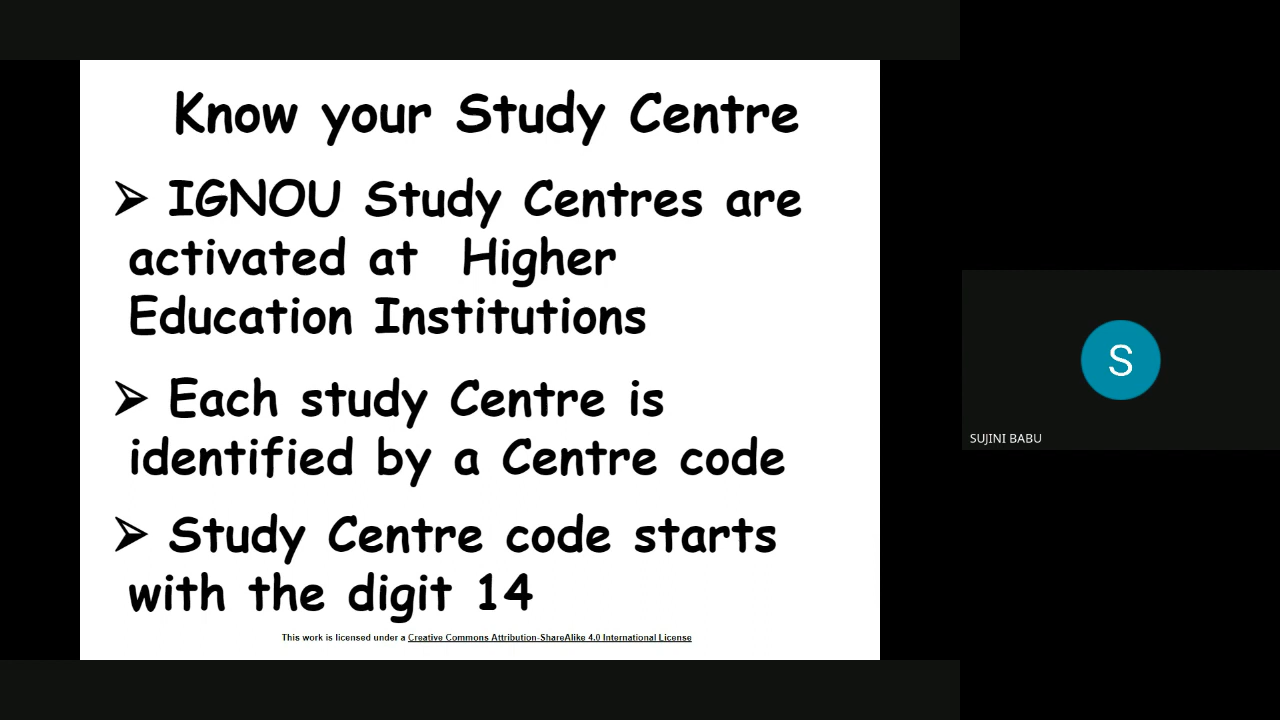 Know your Study Centre
➢ IGNOU Study Centres are
activated at Higher
Education Institutions
➢ Each study Centre is
identified by a Centre code
➢ Study Centre code starts
with the digit 14
This work is licensed under a Creative Commons Attribution-ShareAlike 4.0 International License
S
SUJINI BABU